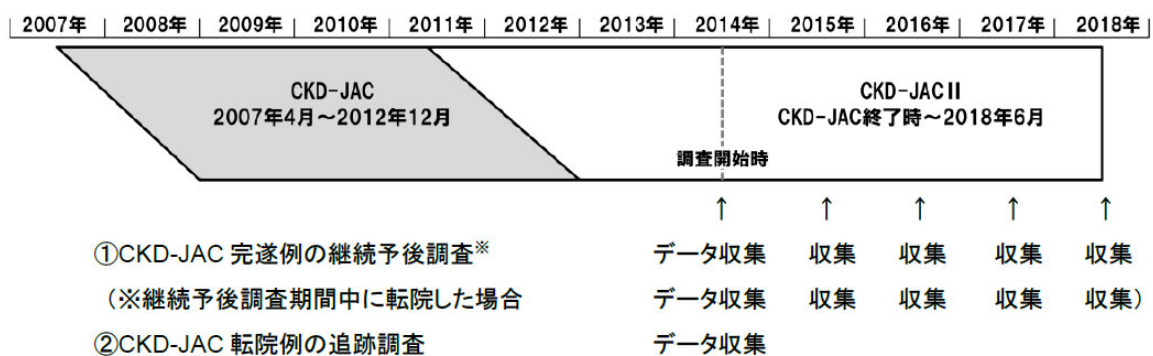 2007年 2008年 2009年 2010年 2011年 2012年 2013年 2014年 2015年 2016年 2017年 2018年
CKD-JAC
2007年4月～2012年12月
CKD-JACⅡ
CKD-JAC終了時～2018年6月
調査開始時
↑ ↑ ↑ ↑ ↑
①CKD-JAC 完遂例の継続予後調査※ データ収集 収集 収集 収集 収集
（※継続予後調査期間中に転院した場合 データ収集 収集 収集 収集 収集）
②CKD-JAC 転院例の追跡調査 データ収集